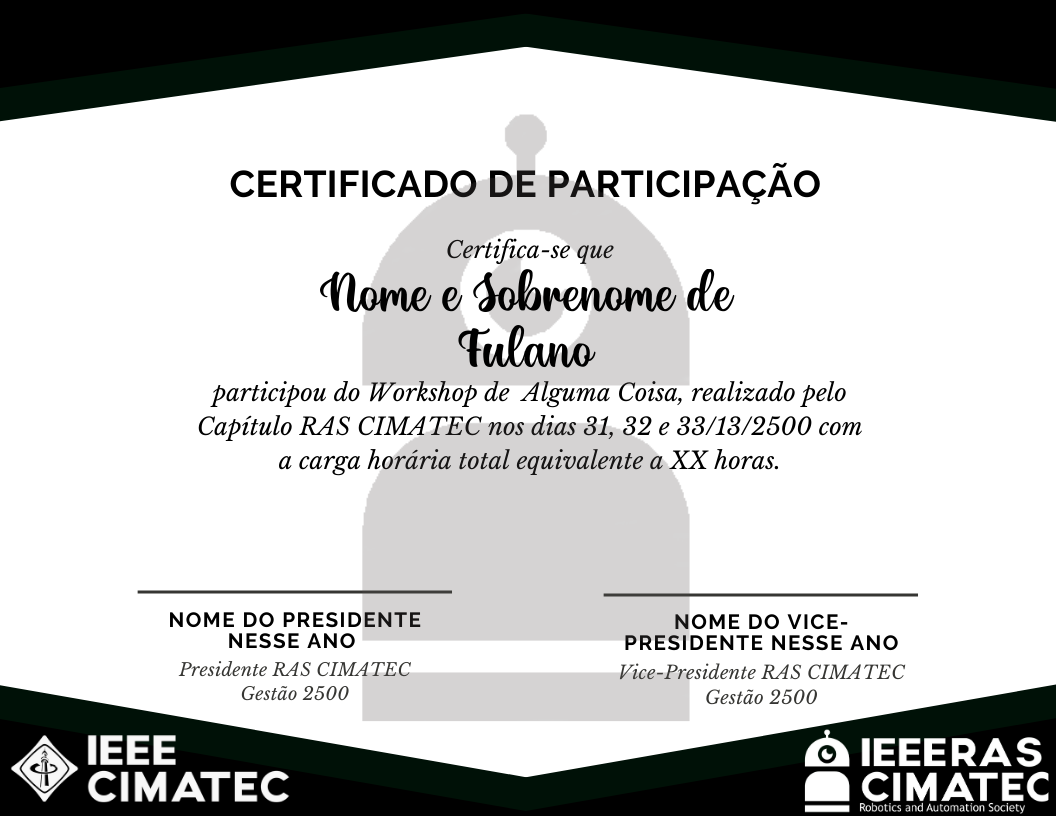 CERTIFICADO DE PARTICIPAÇÃO
Certifica-se que
Nome e Sobrenome de
Fulano
participou do Workshop de Alguma Coisa, realizado pelo
Capítulo RAS CIMATEC nos dias 31, 32 e 33/13/2500 com
a carga horária total equivalente a XX horas.
NOME DO PRESIDENTE
NESSE ANO
Presidente RAS CIMATEC
Gestão 2500
NOME DO VICE-
PRESIDENTE NESSE ANO
Vice-Presidente RAS CIMATEC
Gestão 2500
IEEE
CIMATEC
IEEERAS
CIMATEC
Robotics and Automation Society